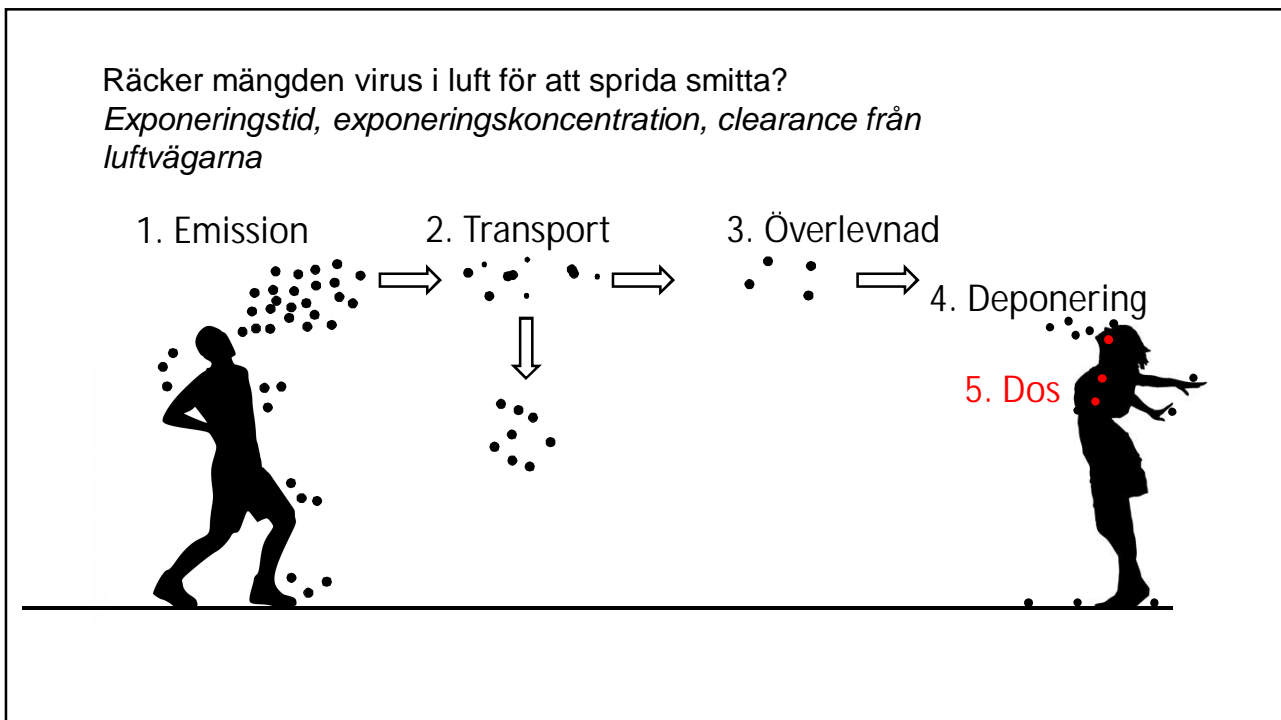 Räcker mängden virus i luft för att sprida smitta?
Exponeringstid, exponeringskoncentration, clearance från
luftvägarna
1. Emission
2. Transport
3. Överlevnad
4. Deponering
5. Dos